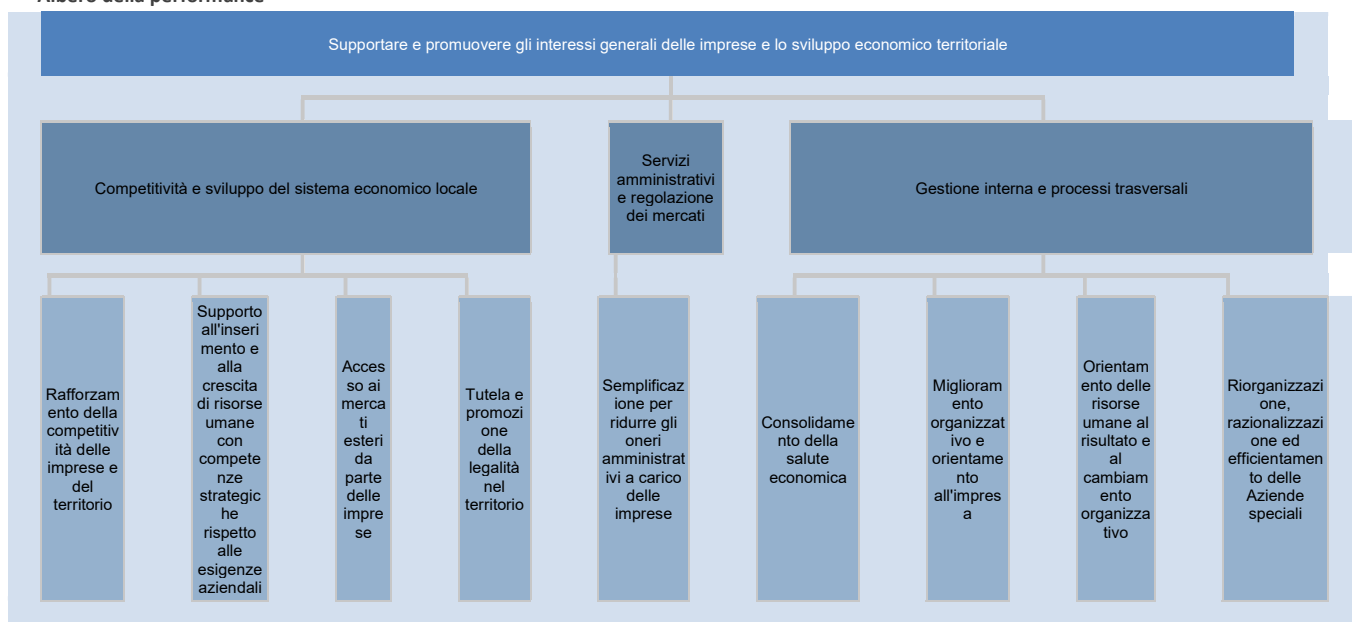 Albero della performance
Supportare e promuovere gli interessi generali delle imprese e lo sviluppo economico territoriale
Competitività e sviluppo del sistema economico locale
Servizi
amministrativi
e regolazione
dei mercati
Gestione interna e processi trasversali
Rafforzam
ento della
competitiv
ità delle
imprese e
del
territorio
Supporto
all'inseri
mento e
alla
crescita
di risorse
umane
con
compete
nze
strategic
he
rispetto
alle
esigenze
aziendali
Acces
so ai
merca
ti
esteri
da
parte
delle
impre
se
Tutela e
promozi
one
della
legalità
nel
territorio
Semplificaz
ione per
ridurre gli
oneri
amministrat
ivi a carico
delle
imprese
Consolidame
nto della
salute
economica
Miglioram
ento
organizzat
ivo e
orientame
nto
all'impres
a
Orientam
ento delle
risorse
umane al
risultato e
al
cambiam
ento
organizza
tivo
Riorganizzazi
one,
razionalizzazi
one ed
efficientamen
to delle
Aziende
speciali